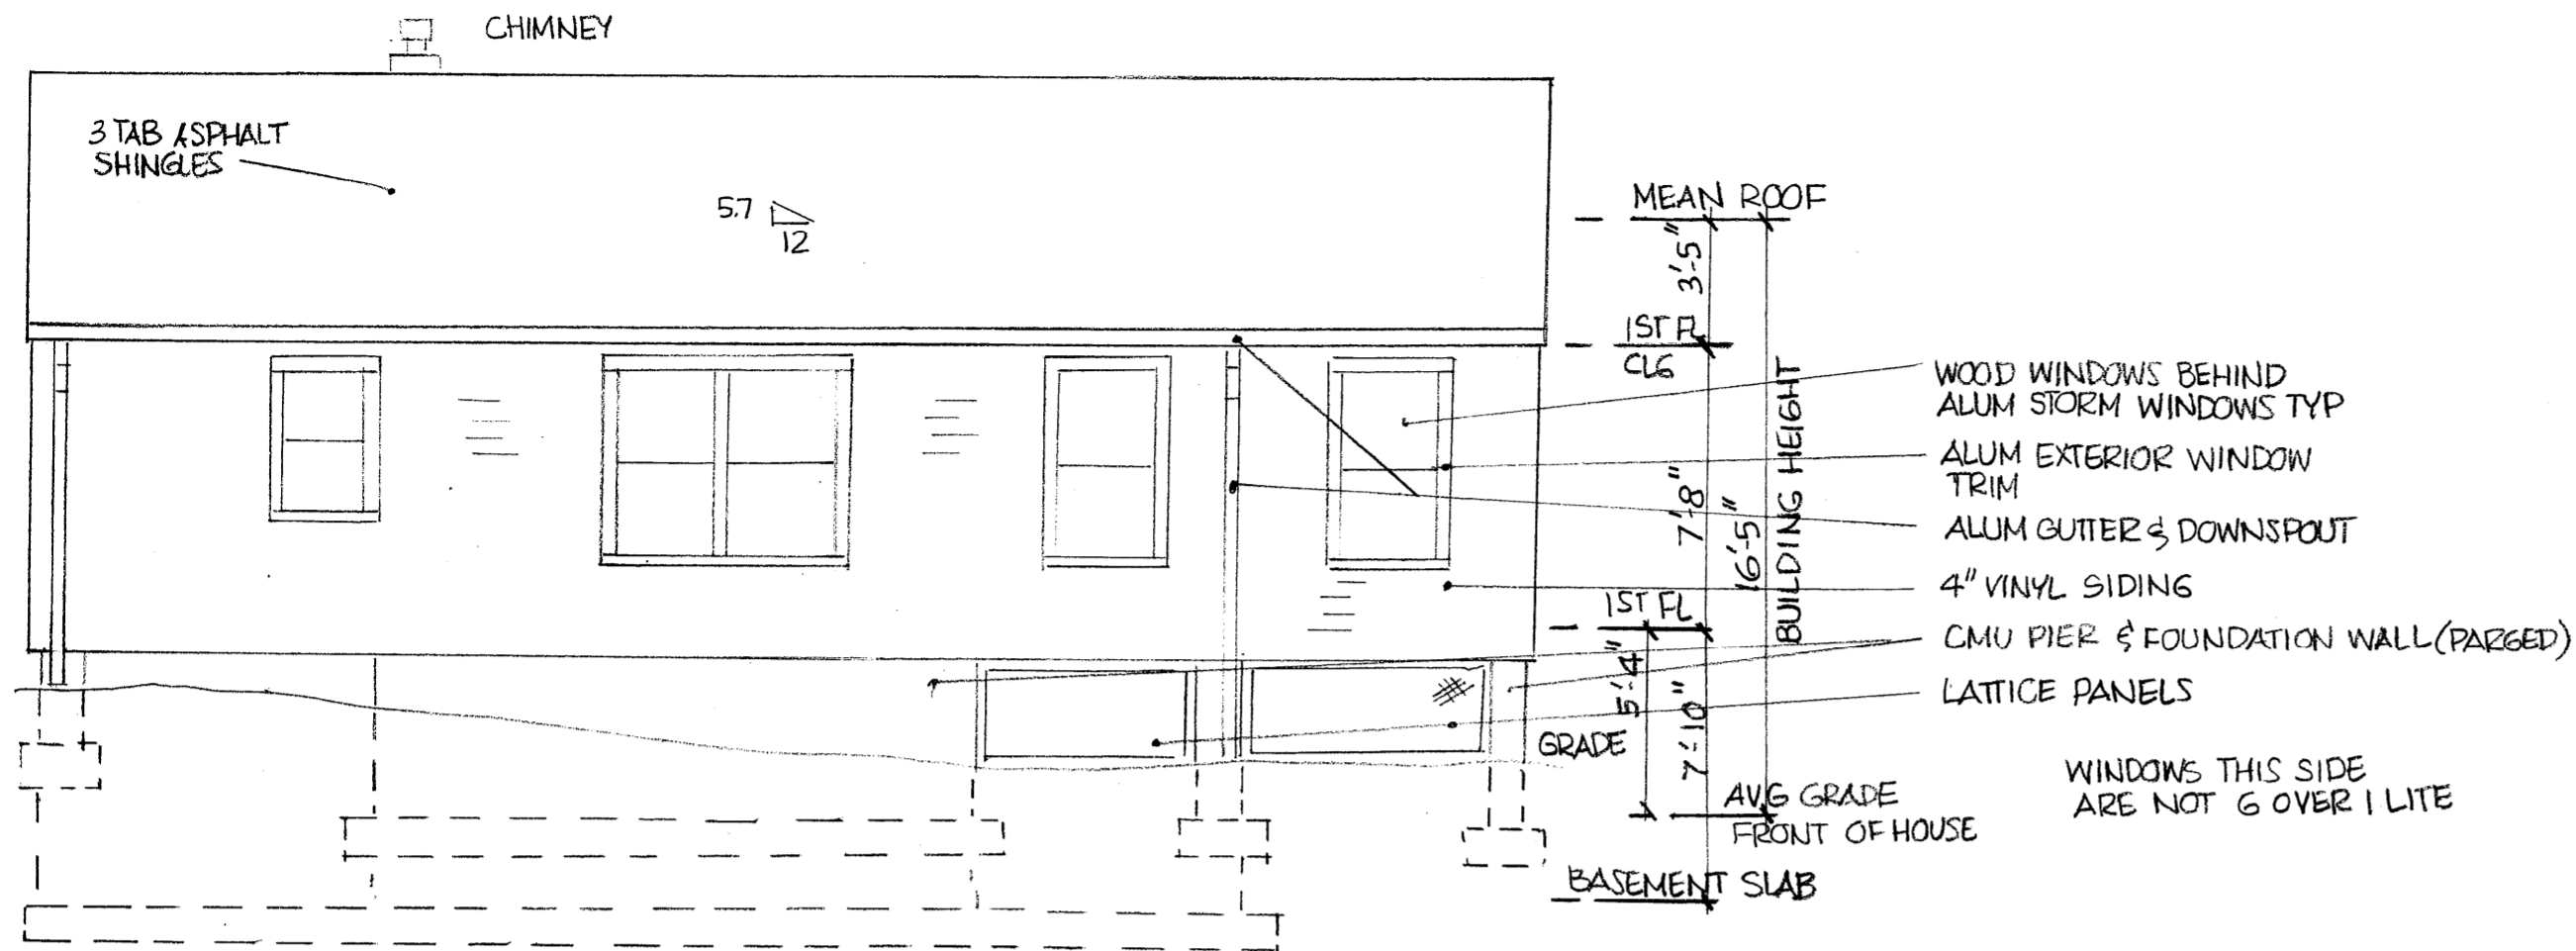 CHIMNEY
3 TAB ASPHALT
SHINGLES
5.7
12
MEAN ROOF
3'-5"
1ST FL
CLG
7'-8"
16'-5"
BUILDING HEIGHT
1ST FL
5'-4"
7'-10"
GRADE
AVG GRADE
FRONT OF HOUSE
BASEMENT SLAB
WOOD WINDOWS BEHIND
ALUM STORM WINDOWS TYP
ALUM EXTERIOR WINDOW
TRIM
ALUM GUTTER & DOWNSPOUT
4" VINYL SIDING
CMU PIER & FOUNDATION WALL (PARGED)
LATTICE PANELS
WINDOWS THIS SIDE
ARE NOT 6 OVER 1 LITE